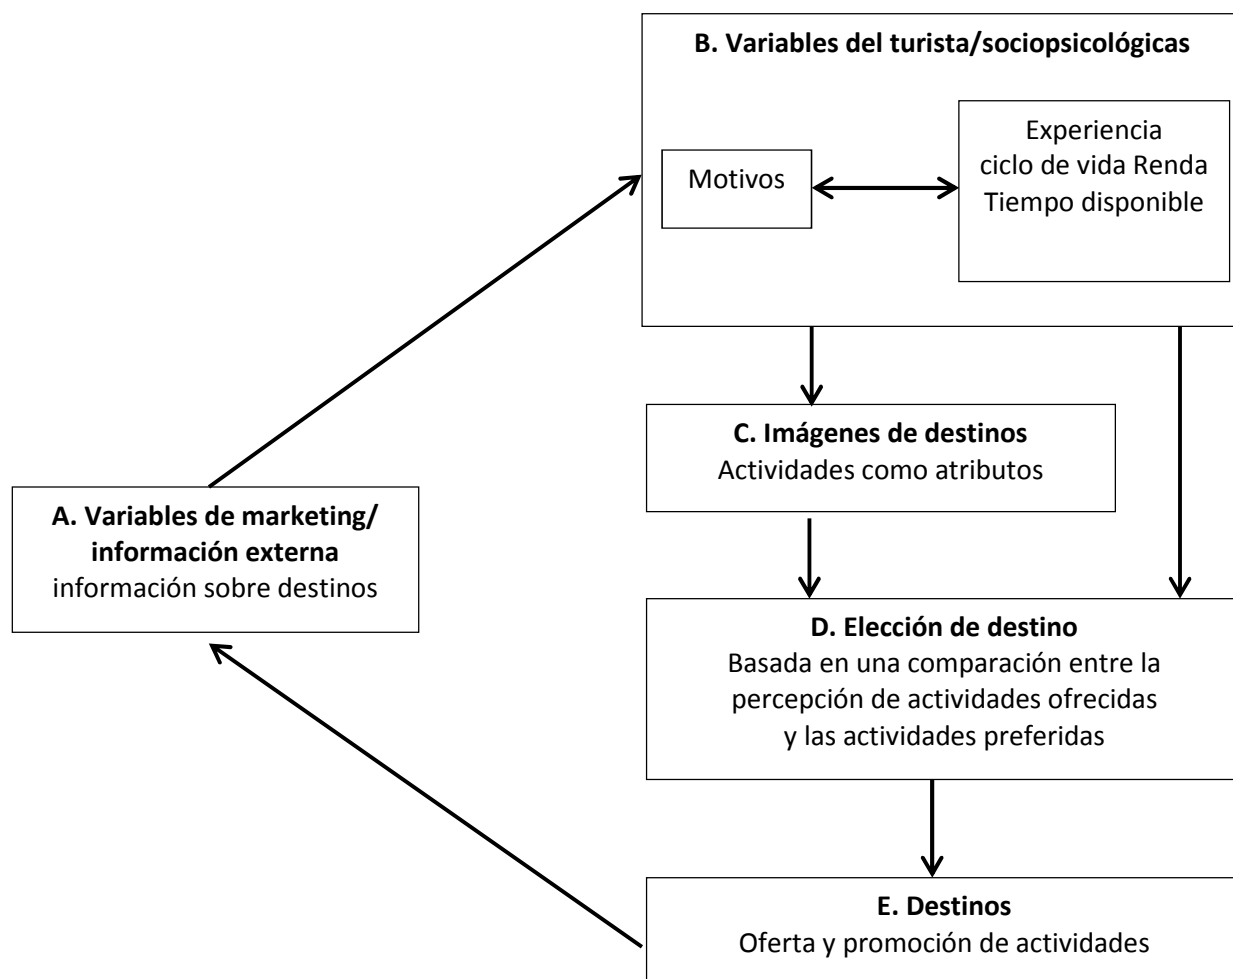 B. Variables del turista/sociopsicológicas
Motivos
Experiencia
ciclo de vida Renda
Tiempo disponible
C. Imágenes de destinos
Actividades como atributos
A. Variables de marketing/
información externa
información sobre destinos
D. Elección de destino
Basada en una comparación entre la
percepción de actividades ofrecidas
y las actividades preferidas
E. Destinos
Oferta y promoción de actividades